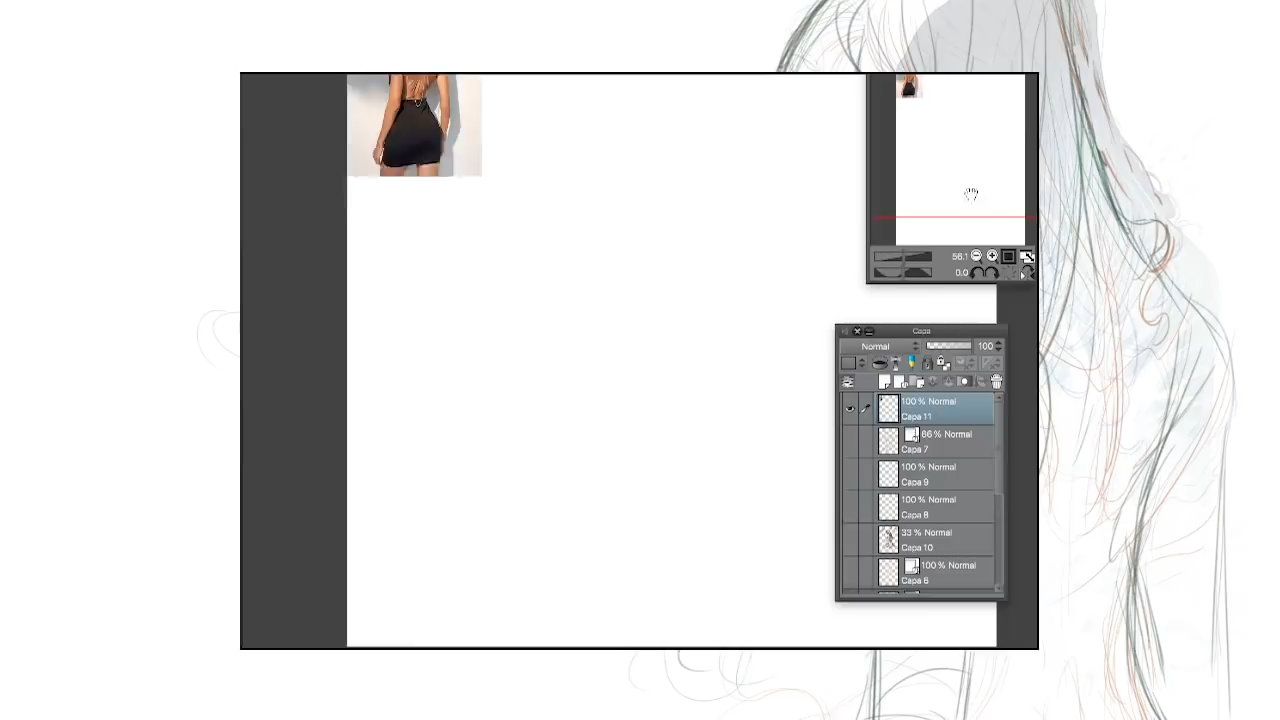 56.1
0.0
Capa
Normal 100
100 % Normal
Capa 11
66 % Normal
Capa 7
100 % Normal
Capa 9
100 % Normal
Capa 8
33 % Normal
Capa 10
100 % Normal
Capa 6